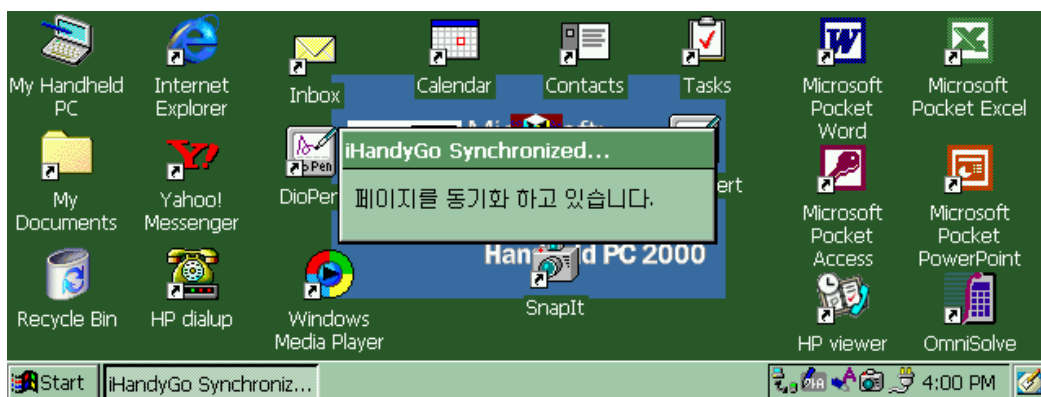 My Handheld
PC
Internet
Explorer
Inbox
Calendar
Contacts
Tasks
Microsoft
Pocket
Word
Microsoft
Pocket Excel
My
Documents
Yahoo!
Messenger
iHandyGo Synchronized...
페이지를 동기화 하고 있습니다.
Handheld PC 2000
Microsoft
Pocket
Access
Microsoft
Pocket
PowerPoint
Recycle Bin
HP dialup
Windows
Media Player
SnapIt
HP viewer
OmniSolve
Start
iHandyGo Synchroniz...
4:00 PM